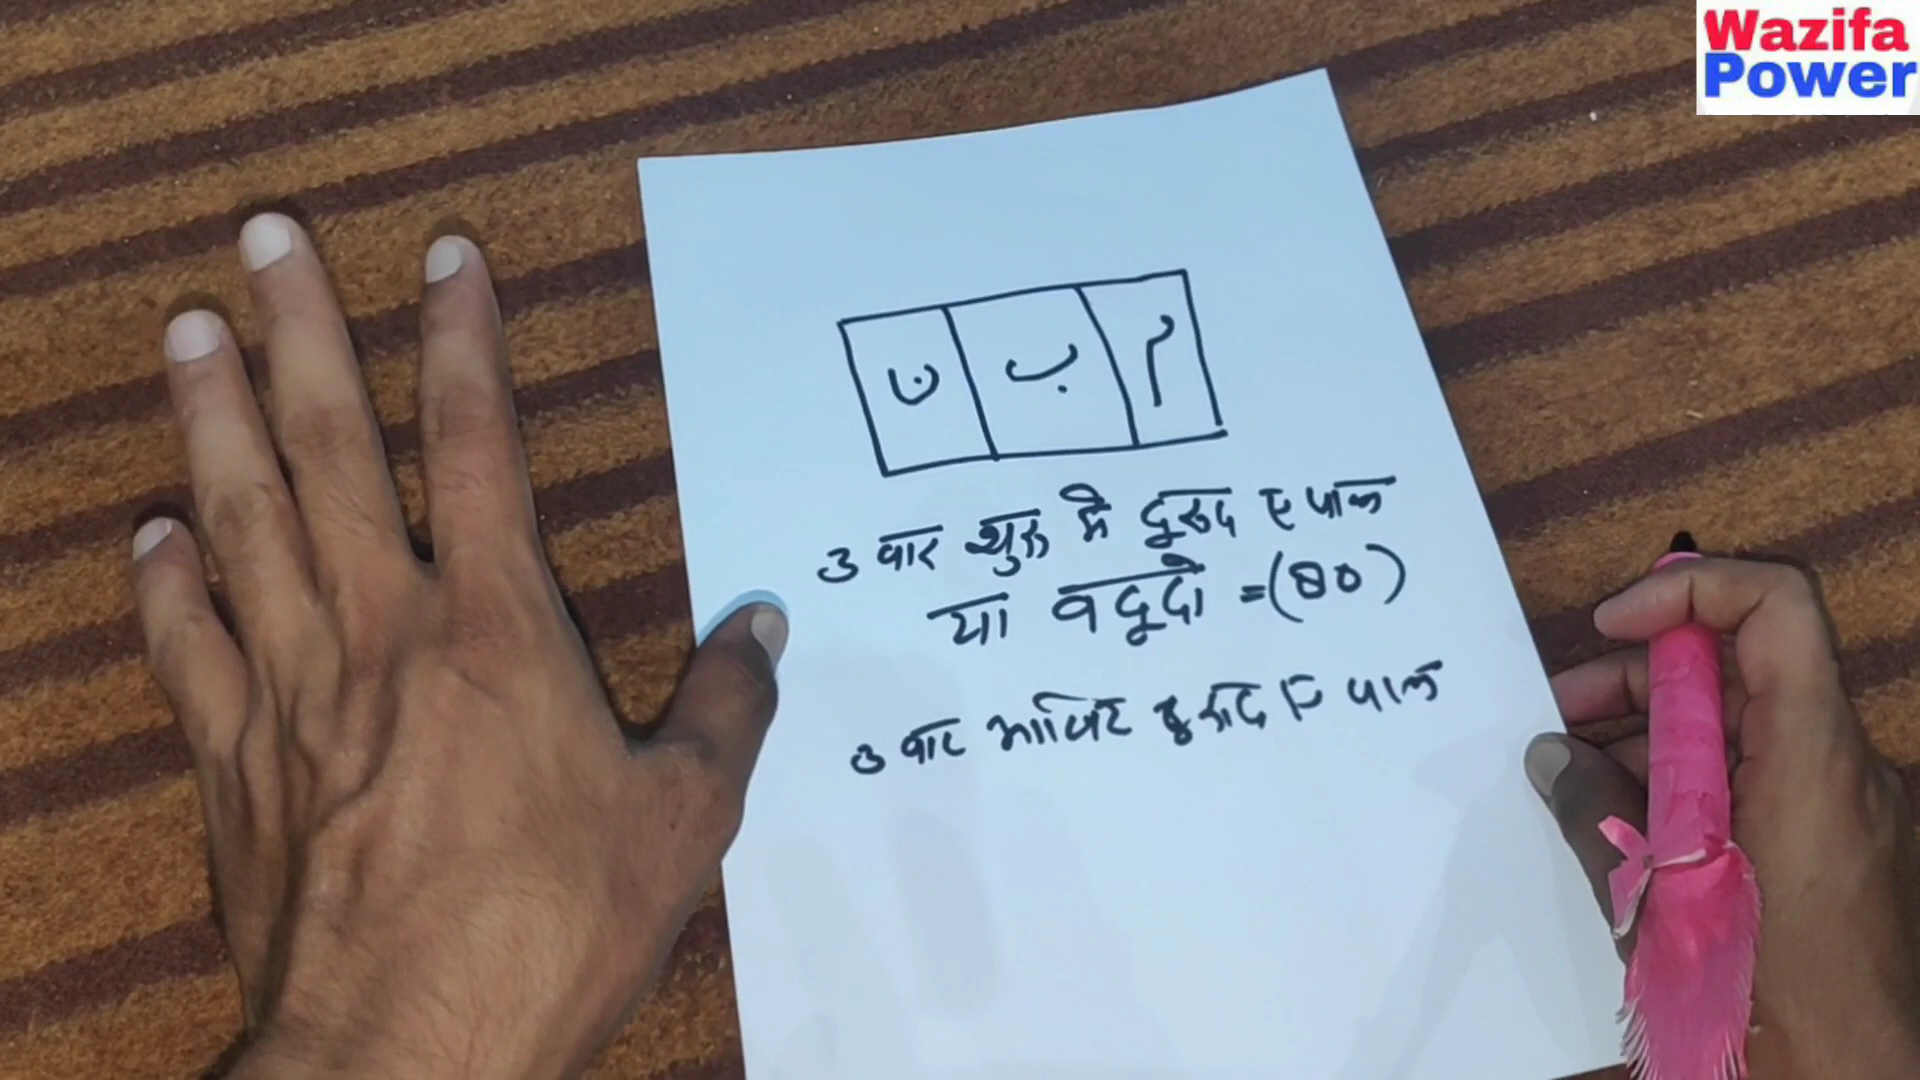 Wazifa
Power
م ب ن
3 बार शुरू में दुरूद ए पाक
या वदूदो =(80)
3 बार आखिर दुरूद ए पाक